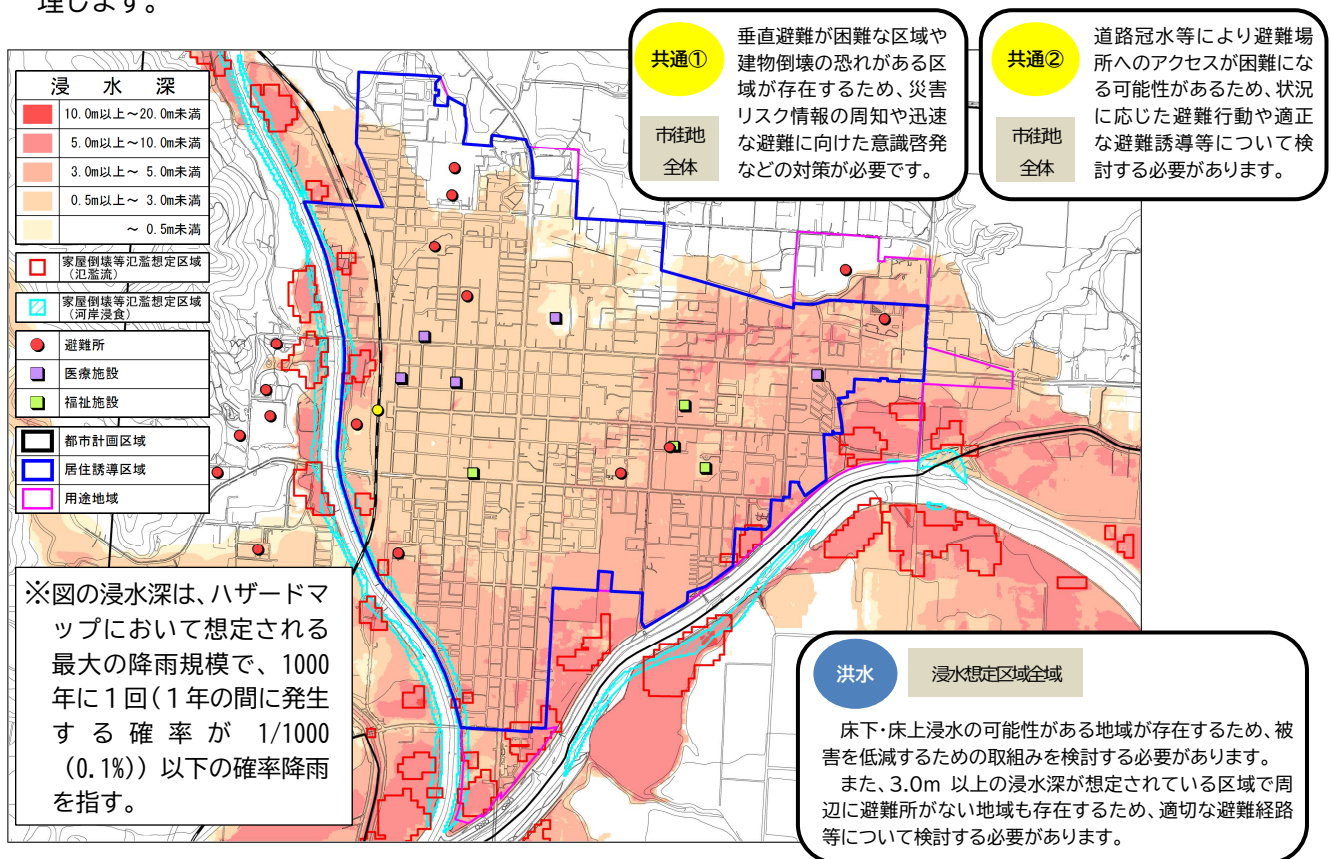 理します。
共通①
市街地
全体
垂直避難が困難な区域や
建物倒壊の恐れがある区
域が存在するため、災害
リスク情報の周知や迅速
な避難に向けた意識啓発
などの対策が必要です。
共通②
市街地
全体
道路冠水等により避難場
所へのアクセスが困難にな
る可能性があるため、状況
に応じた避難行動や適正
な避難誘導等について検
討する必要があります。
浸 水 深
10.0m以上~20.0m未満
5.0m以上~10.0m未満
3.0m以上~ 5.0m未満
0.5m以上~ 3.0m未満
~ 0.5m未満
家屋倒壊等氾濫想定区域
(氾濫流)
家屋倒壊等氾濫想定区域
(河岸浸食)
避難所
医療施設
福祉施設
都市計画区域
居住誘導区域
用途地域
※図の浸水深は、ハザードマ
ップにおいて想定される
最大の降雨規模で、1000
年に1回(1年の間に発生
する確率が 1/1000
(0.1%))以下の確率降雨
を指す。
洪水
浸水想定区域全域
床下・床上浸水の可能性がある地域が存在するため、被
害を低減するための取組みを検討する必要があります。
また、3.0m 以上の浸水深が想定されている区域で周
辺に避難所がない地域も存在するため、適切な避難経路
等について検討する必要があります。